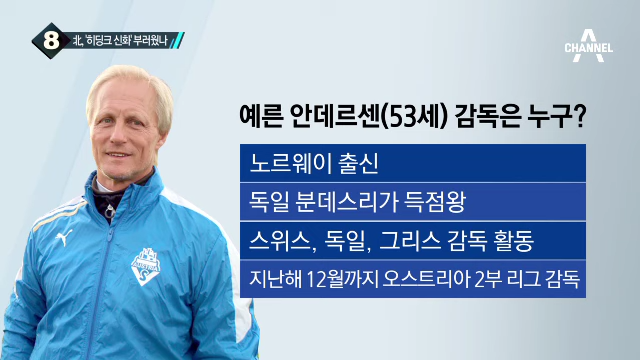 8 北, '히딩크 신화' 부러웠나
CHANNEL A
예른 안데르센(53세) 감독은 누구?
노르웨이 출신
독일 분데스리가 득점왕
스위스, 독일, 그리스 감독 활동
지난해 12월까지 오스트리아 2부 리그 감독